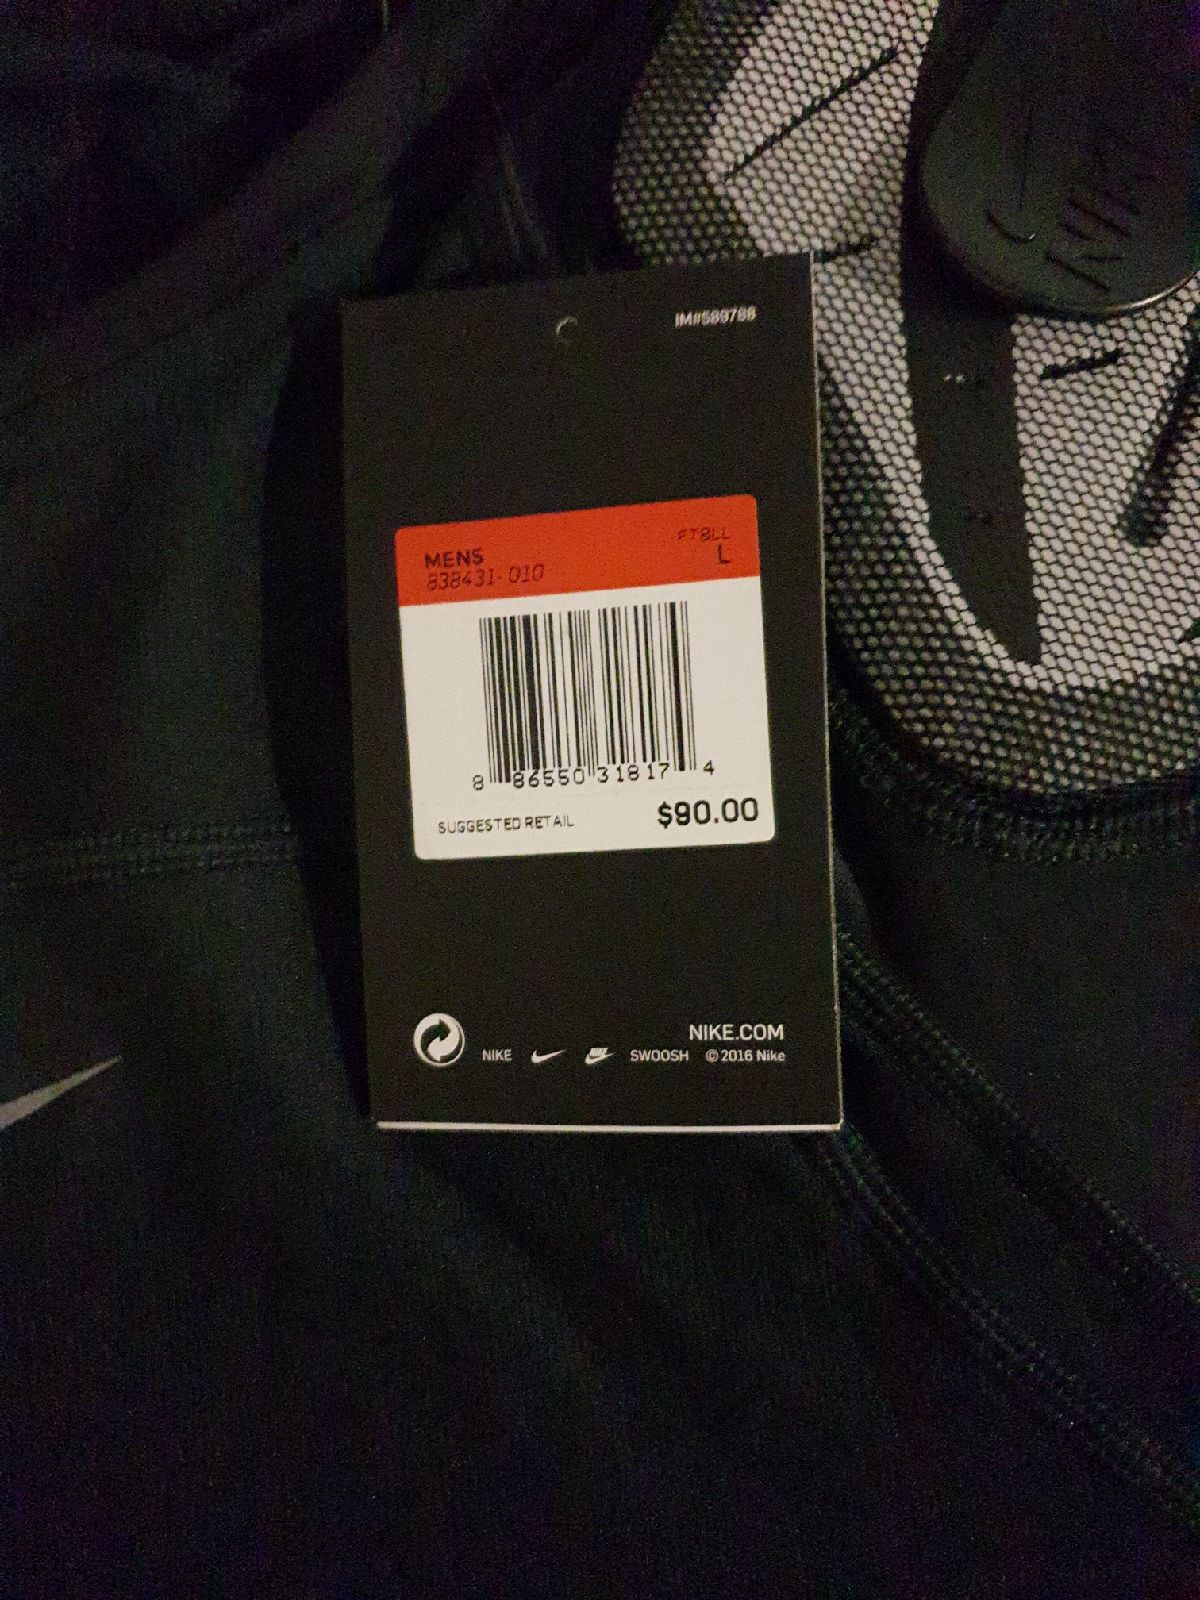 IM#589788
FTBLL
MENS L
838431-010
8 86550 31817 4
SUGGESTED RETAIL $90.00
NIKE.COM
NIKE SWOOSH © 2016 Nike